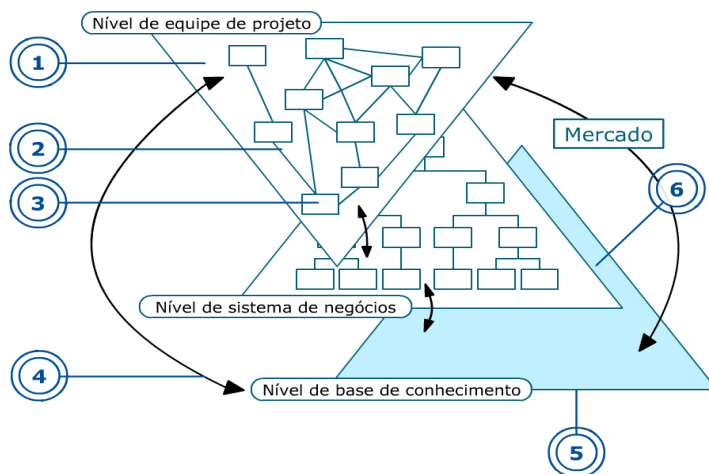 Nível de equipe de projeto
1
2
Mercado
6
3
Nível de sistema de negócios
4
Nível de base de conhecimento
5